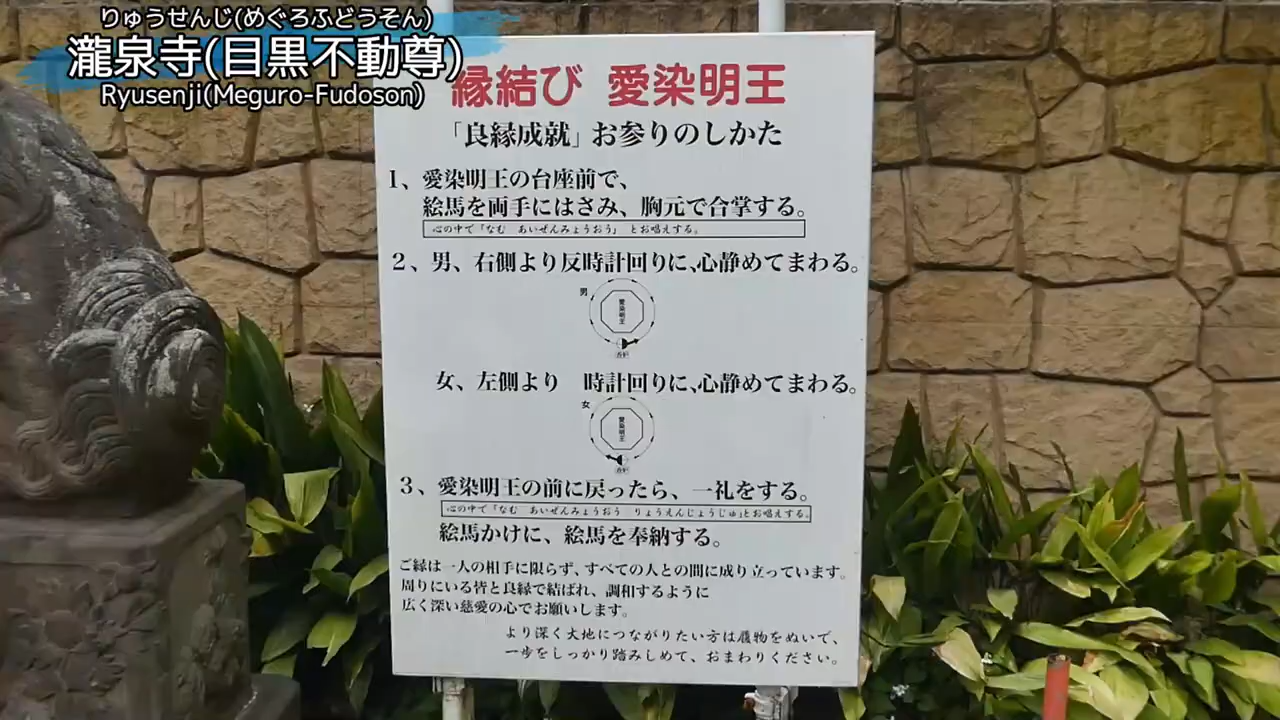 りゅうせんじ(めぐろふどうそん)
瀧泉寺(目黒不動尊)
Ryusenji(Meguro-Fudoson)
縁結び 愛染明王
「良縁成就」お参りのしかた
1、愛染明王の台座前で、
絵馬を両手にはさみ、胸元で合掌する。
心の中で「なむ あいぜんみょうおう」 とお唱えする。
2、男、右側より反時計回りに、心静めてまわる。
男
愛染明王
香炉
女、左側より 時計回りに、心静めてまわる。
女
愛染明王
香炉
3、愛染明王の前に戻ったら、一礼をする。
心の中で「なむ あいぜんみょうおう りょうえんじょうじゅ」とお唱えする。
絵馬かけに、絵馬を奉納する。
ご縁は一人の相手に限らず、すべての人との間に成り立っています。
周りにいる皆と良縁で結ばれ、調和するように
広く深い慈愛の心でお願いします。
より深く大地につながりたい方は履物をぬいで、
一歩をしっかり踏みしめて、おまわりください。